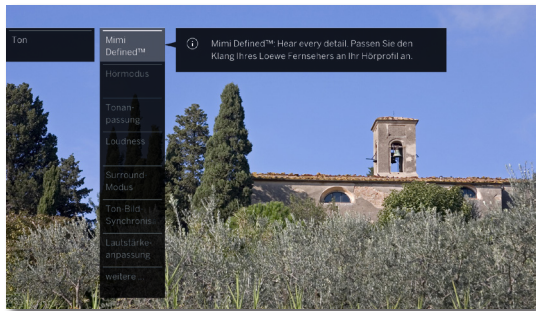 Ton
Mimi
Defined™
Mimi Defined™: Hear every detail. Passen Sie den
Klang Ihres Loewe Fernsehers an Ihr Hörprofil an.
Hörmodus
Tonan-
passung
Loudness
Surround-
Modus
Ton-Bild-
Synchronis.
Lautstärke-
anpassung
weitere ...